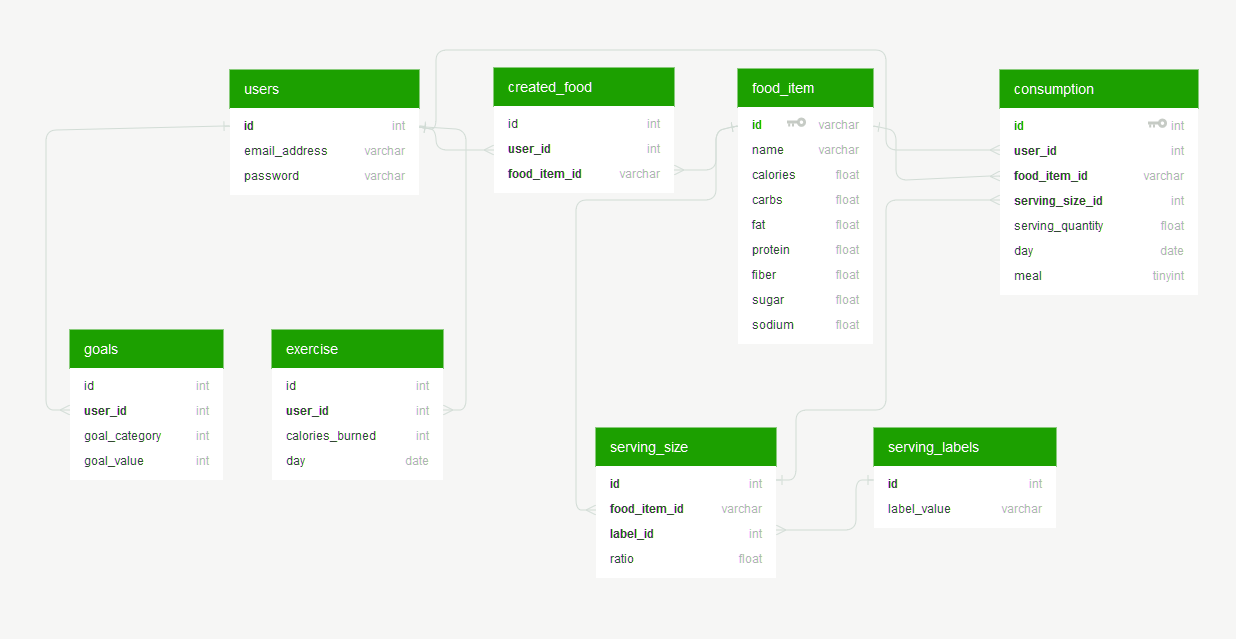 users
id int
email_address varchar
password varchar
created_food
id int
user_id int
food_item_id varchar
food_item
id varchar
name varchar
calories float
carbs float
fat float
protein float
fiber float
sugar float
sodium float
consumption
id int
user_id int
food_item_id varchar
serving_size_id int
serving_quantity float
day date
meal tinyint
goals
id int
user_id int
goal_category int
goal_value int
exercise
id int
user_id int
calories_burned int
day date
serving_size
id int
food_item_id varchar
label_id int
ratio float
serving_labels
id int
label_value varchar